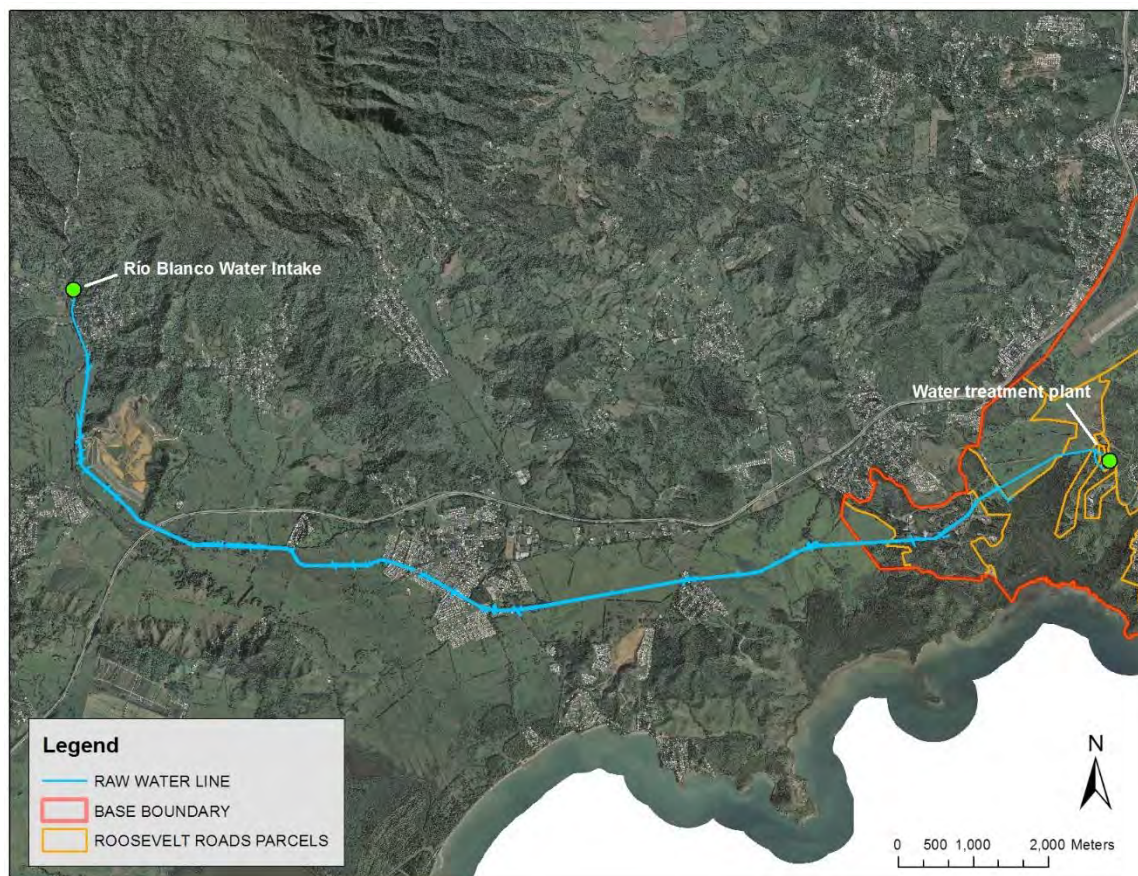 Río Blanco Water Intake
Water treatment plant
Legend
RAW WATER LINE
BASE BOUNDARY
ROOSEVELT ROADS PARCELS
N
0 500 1,000 2,000 Meters